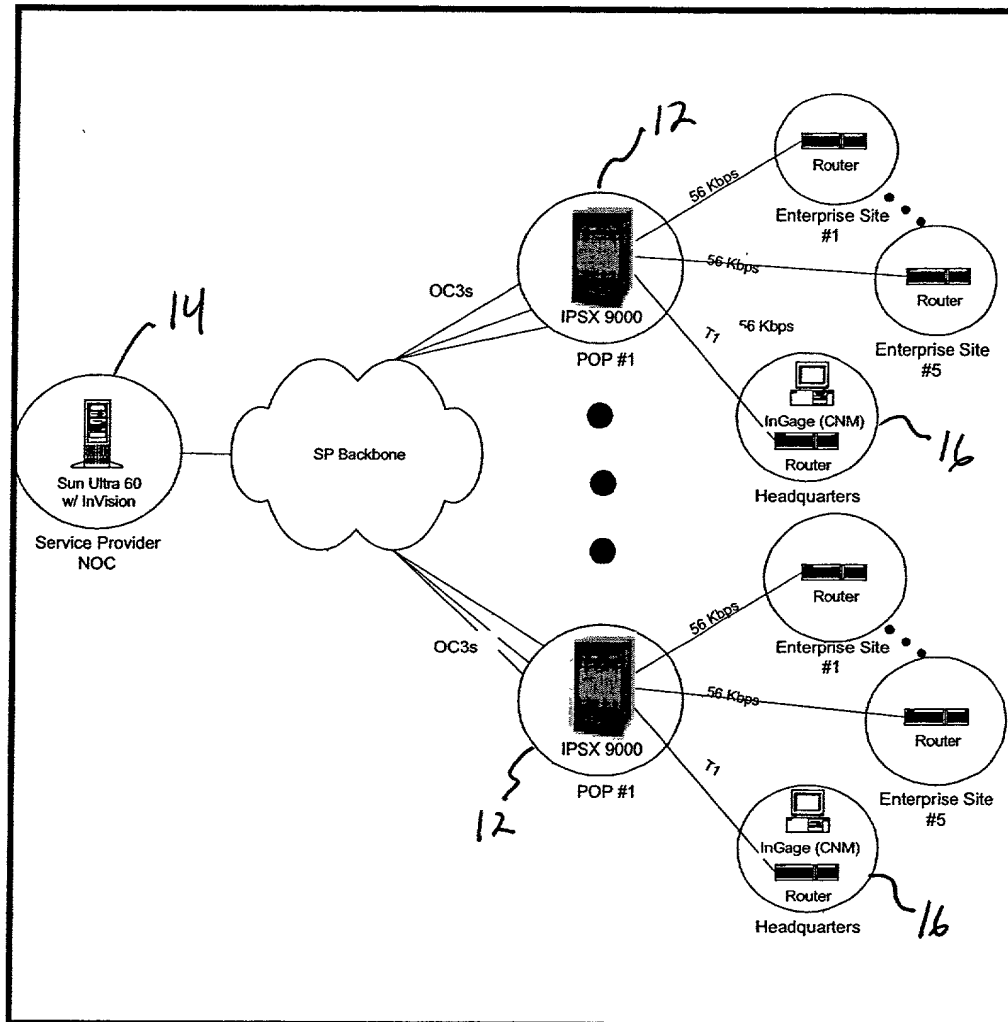 12
Router
56 Kbps
Enterprise Site
#1
56 Kbps
Router
OC3s
IPSX 9000
POP #1
T1
56 Kbps
Enterprise Site
#5
14
InGage (CNM)
Router
16
Headquarters
Sun Ultra 60
w/ InVision
SP Backbone
Service Provider
NOC
56 Kbps
Router
Enterprise Site
#1
OC3s
56 Kbps
Router
IPSX 9000
POP #1
T1
Enterprise Site
#5
12
InGage (CNM)
Router
16
Headquarters